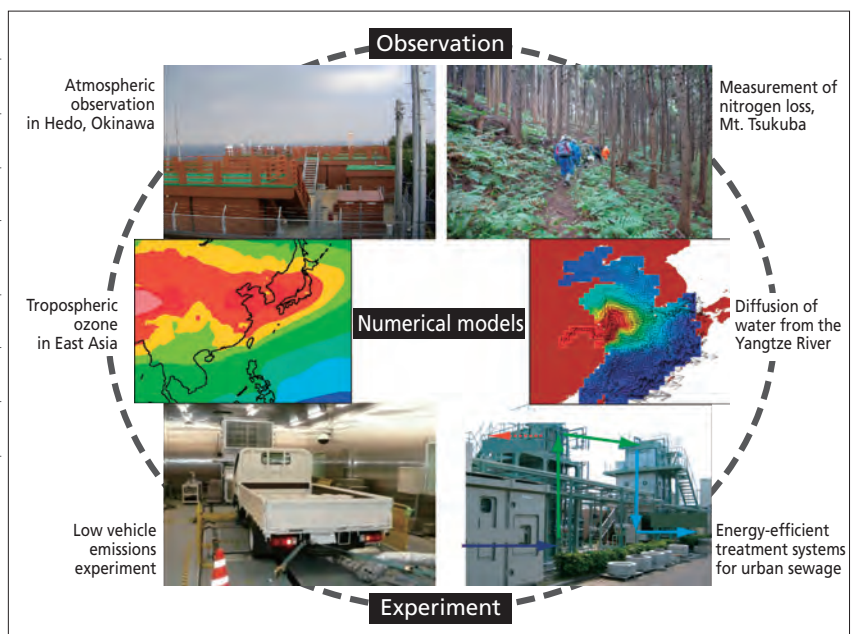 Observation
Atmospheric
observation
in Hedo, Okinawa
Measurement of
nitrogen loss,
Mt. Tsukuba
Tropospheric
ozone
in East Asia
Numerical models
Diffusion of
water from the
Yangtze River
Low vehicle
emissions
experiment
Energy-efficient
treatment systems
for urban sewage
Experiment